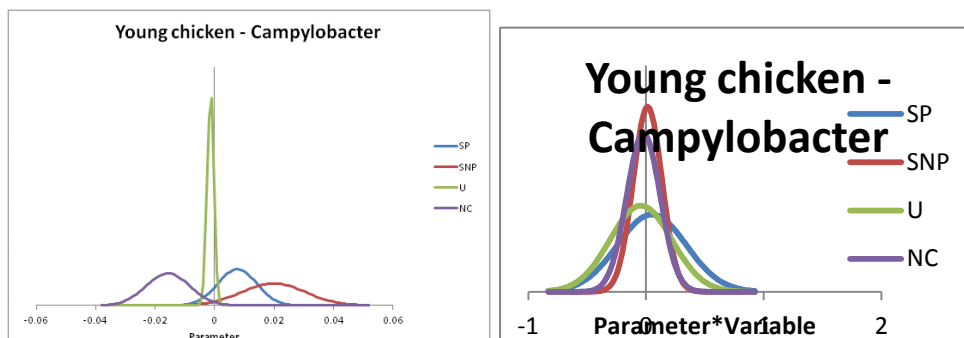 Young chicken - Campylobacter
SP
SNP
U
NC
-0.06 -0.04 -0.02 0 0.02 0.04 0.06
Parameter
Young chicken -
Campylobacter
SP
SNP
U
NC
-1 0 1 2
Parameter*Variable